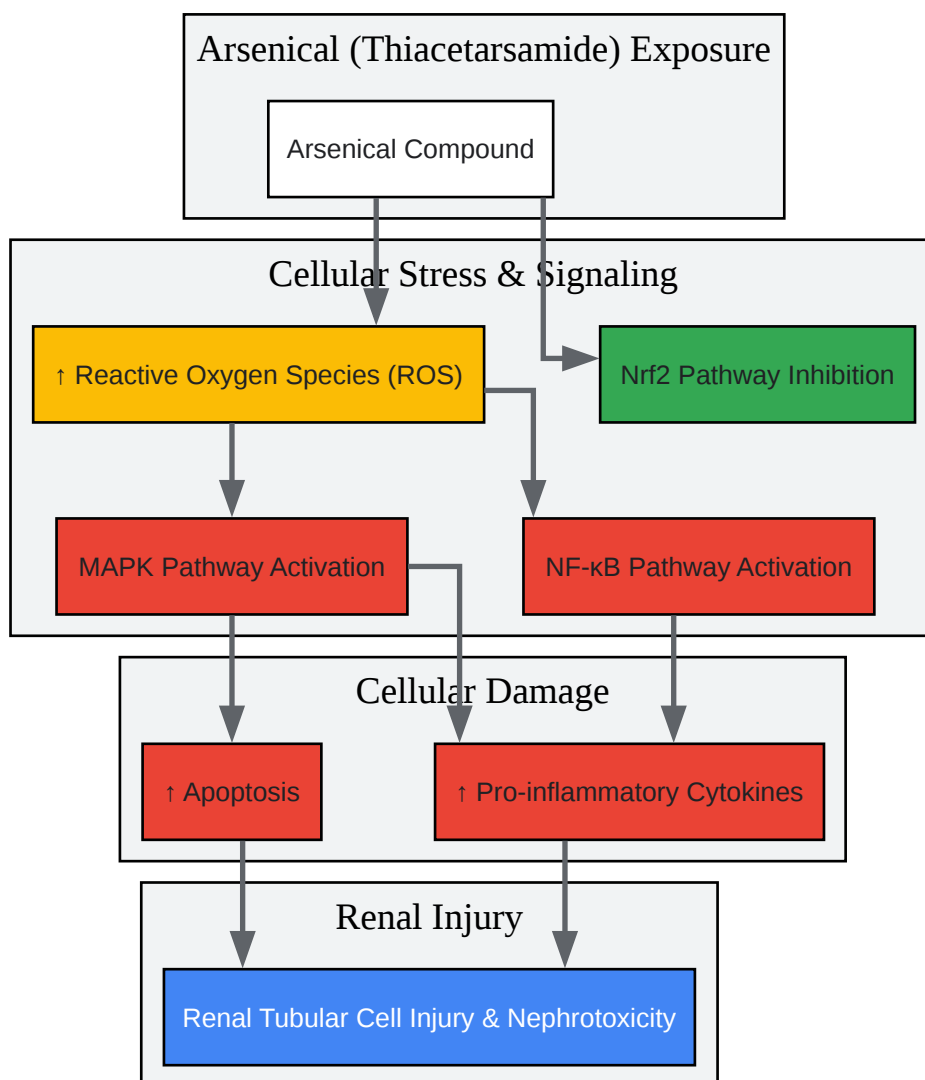 Arsenical (Thiacetarsamide) Exposure
Arsenical Compound
Cellular Stress & Signaling
↑ Reactive Oxygen Species (ROS)
Nrf2 Pathway Inhibition
MAPK Pathway Activation
NF-κB Pathway Activation
Cellular Damage
↑ Apoptosis
↑ Pro-inflammatory Cytokines
Renal Injury
Renal Tubular Cell Injury & Nephrotoxicity